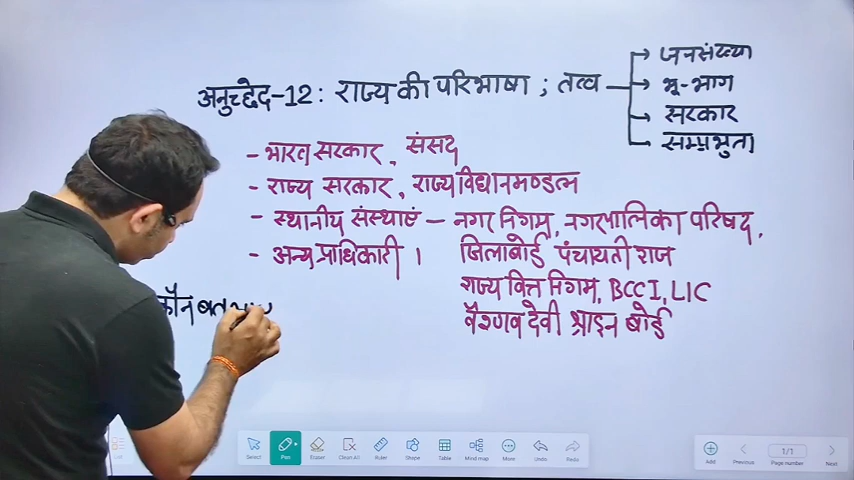 अनुच्छेद-12: राज्य की परिभाषा ; तत्व
जनसंख्या
भू-भाग
सरकार
सम्प्रभुता
- भारत सरकार, संसद
- राज्य सरकार, राज्य विधानमण्डल
- स्थानीय संस्थाएं - नगर निगम, नगरपालिका परिषद,
जिलाबोर्ड पंचायती राज
- अन्य प्राधिकारी ।
राज्य वित्त निगम, BCCI, LIC
वैश्णव देवी श्राइन बोर्ड
कौन
Select Pen Eraser Clean All Ruler Shape Table Mind map More Undo Redo
Add Previous 1/1 Page number Next